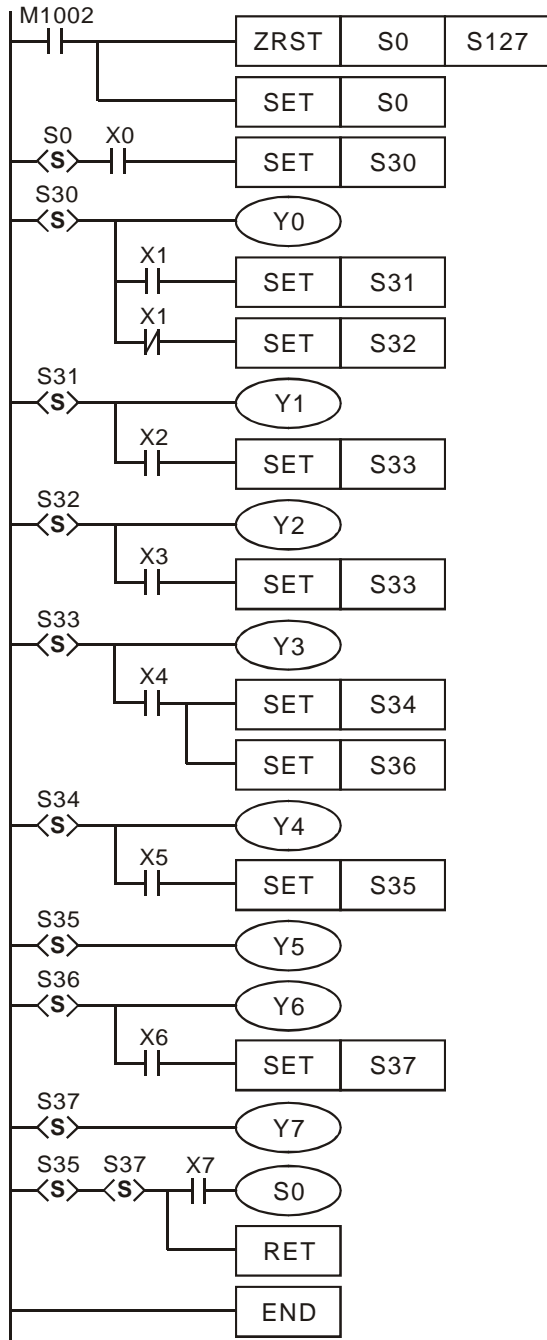 M1002
ZRST S0 S127
SET S0
S0 X0
S SET S30
S30
S Y0
X1
SET S31
X1
SET S32
S31
S Y1
X2
SET S33
S32
S Y2
X3
SET S33
S33
S Y3
X4
SET S34
SET S36
S34
S Y4
X5
SET S35
S35
S Y5
S36
S Y6
X6
SET S37
S37
S Y7
S35 S37 X7
S S S0
RET
END